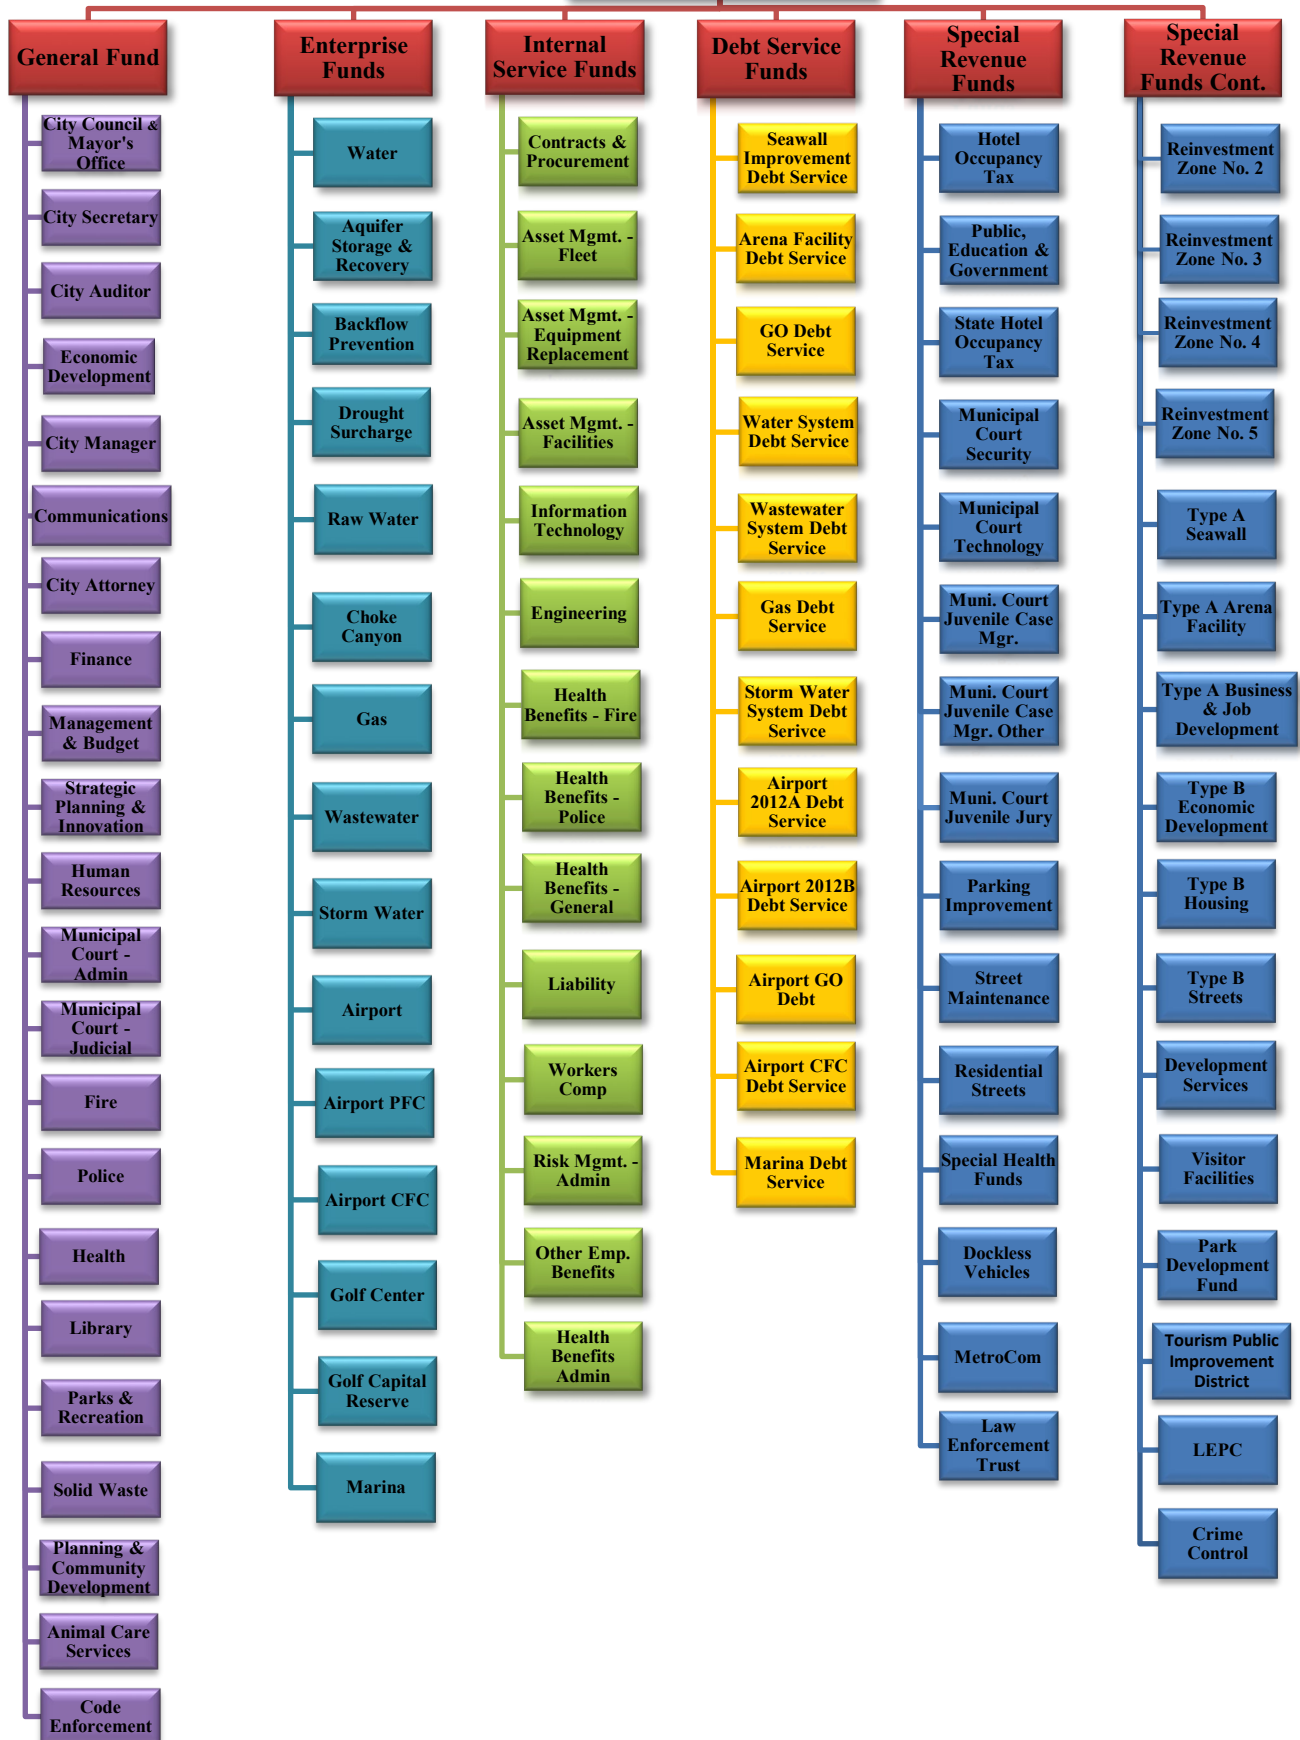 General Fund
City Council &
Mayor's
Office
City Secretary
City Auditor
Economic
Development
City Manager
Communications
City Attorney
Finance
Management
& Budget
Strategic
Planning &
Innovation
Human
Resources
Municipal
Court -
Admin
Municipal
Court -
Judicial
Fire
Police
Health
Library
Parks &
Recreation
Solid Waste
Planning &
Community
Development
Animal Care
Services
Code
Enforcement
Enterprise
Funds
Water
Aquifer
Storage &
Recovery
Backflow
Prevention
Drought
Surcharge
Raw Water
Choke
Canyon
Gas
Wastewater
Storm Water
Airport
Airport PFC
Airport CFC
Golf Center
Golf Capital
Reserve
Marina
Internal
Service Funds
Contracts &
Procurement
Asset Mgmt. -
Fleet
Asset Mgmt. -
Equipment
Replacement
Asset Mgmt. -
Facilities
Information
Technology
Engineering
Health
Benefits - Fire
Health
Benefits -
Police
Health
Benefits -
General
Liability
Workers
Comp
Risk Mgmt. -
Admin
Other Emp.
Benefits
Health
Benefits
Admin
Debt Service
Funds
Seawall
Improvement
Debt Service
Arena Facility
Debt Service
GO Debt
Service
Water System
Debt Service
Wastewater
System Debt
Service
Gas Debt
Service
Storm Water
System Debt
Serivce
Airport
2012A Debt
Service
Airport 2012B
Debt Service
Airport GO
Debt
Airport CFC
Debt Service
Marina Debt
Service
Special
Revenue
Funds
Hotel
Occupancy
Tax
Public,
Education &
Government
State Hotel
Occupancy
Tax
Municipal
Court
Security
Municipal
Court
Technology
Muni. Court
Juvenile Case
Mgr.
Muni. Court
Juvenile Case
Mgr. Other
Muni. Court
Juvenile Jury
Parking
Improvement
Street
Maintenance
Residential
Streets
Special Health
Funds
Dockless
Vehicles
MetroCom
Law
Enforcement
Trust
Special
Revenue
Funds Cont.
Reinvestment
Zone No. 2
Reinvestment
Zone No. 3
Reinvestment
Zone No. 4
Reinvestment
Zone No. 5
Type A
Seawall
Type A Arena
Facility
Type A Business
& Job
Development
Type B
Economic
Development
Type B
Housing
Type B
Streets
Development
Services
Visitor
Facilities
Park
Development
Fund
Tourism Public
Improvement
District
LEPC
Crime
Control